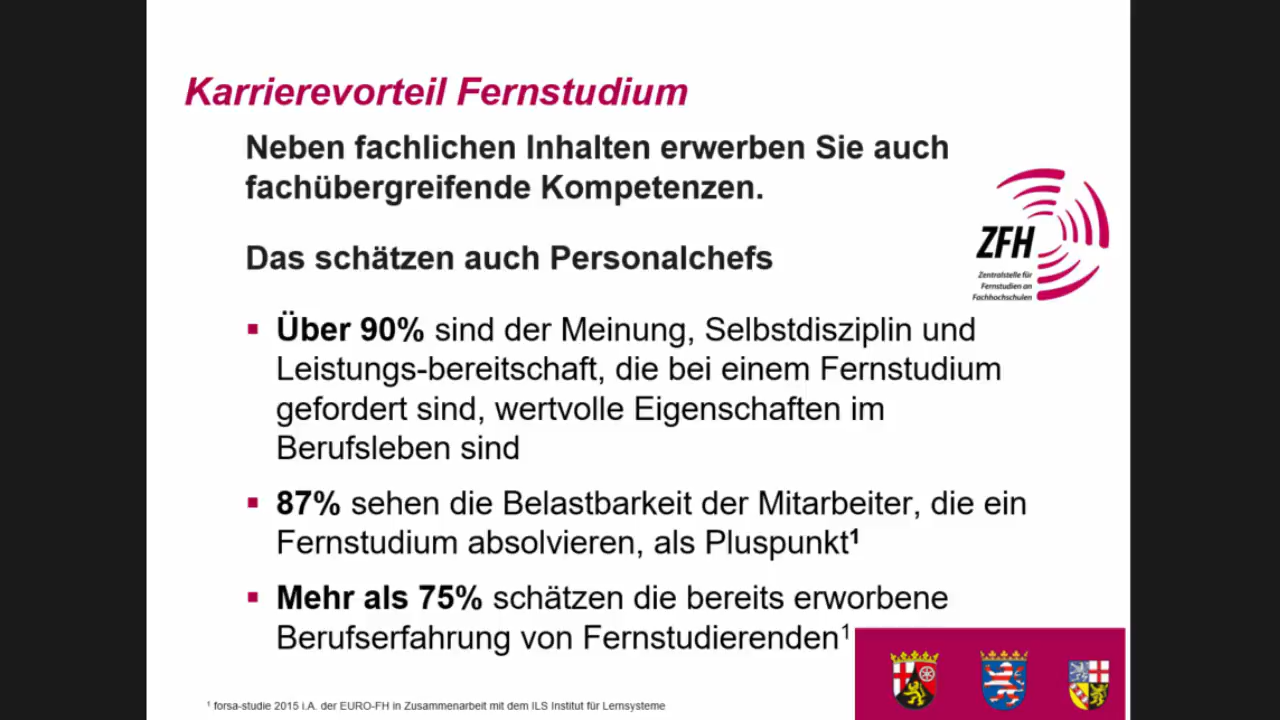 Karrierevorteil Fernstudium
Neben fachlichen Inhalten erwerben Sie auch
fachübergreifende Kompetenzen.
Das schätzen auch Personalchefs
ZFH
Zentralstelle für
Fernstudien an
Fachhochschulen
▪ Über 90% sind der Meinung, Selbstdisziplin und
Leistungs-bereitschaft, die bei einem Fernstudium
gefordert sind, wertvolle Eigenschaften im
Berufsleben sind
▪ 87% sehen die Belastbarkeit der Mitarbeiter, die ein
Fernstudium absolvieren, als Pluspunkt¹
▪ Mehr als 75% schätzen die bereits erworbene
Berufserfahrung von Fernstudierenden¹
¹ forsa-studie 2015 i.A. der EURO-FH in Zusammenarbeit mit dem ILS Institut für Lernsysteme